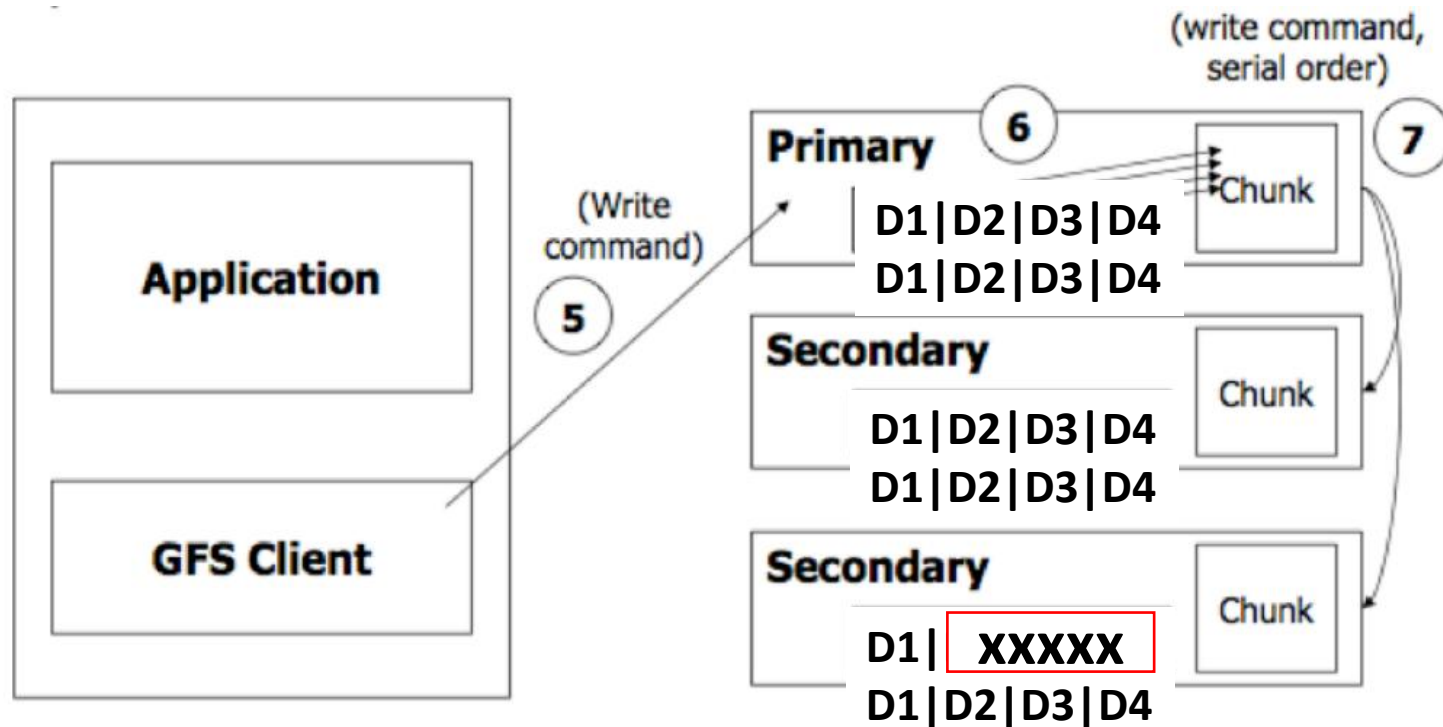 (write command,
serial order)
6
7
Primary
Chunk
D1|D2|D3|D4
D1|D2|D3|D4
(Write
command)
5
Application
Secondary
Chunk
D1|D2|D3|D4
D1|D2|D3|D4
GFS Client
Secondary
Chunk
D1| XXXXX
D1|D2|D3|D4